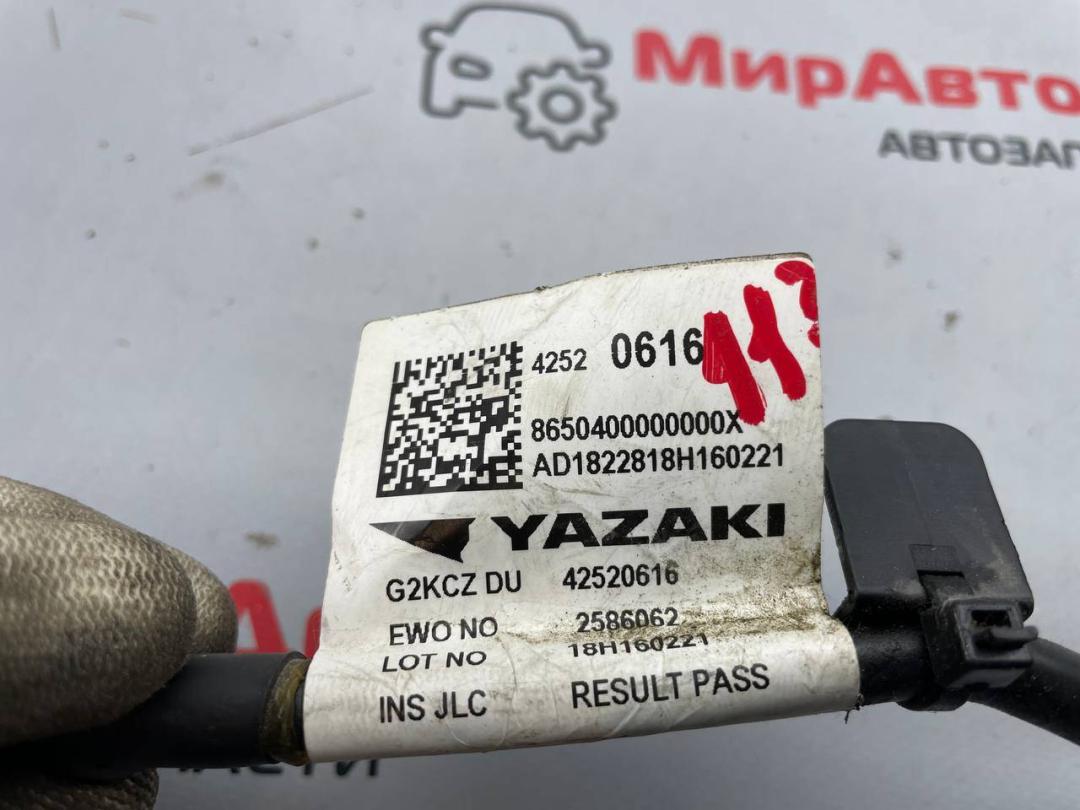 МирАвто
АВТОЗАП
4252 0616
8650400000000X
AD1822818H160221
YAZAKI
G2KCZ DU 42520616
EWO NO 2586062
LOT NO 18H160221
INS JLC RESULT PASS